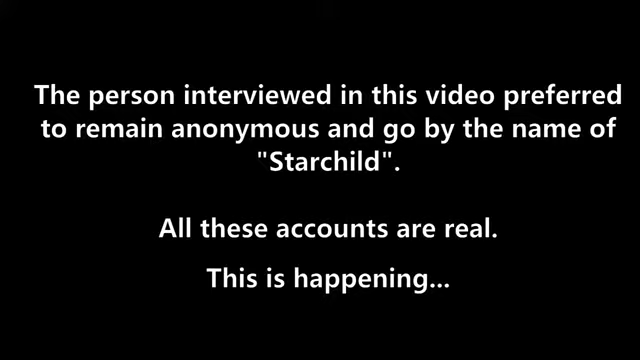 The person interviewed in this video preferred
to remain anonymous and go by the name of
"Starchild".
All these accounts are real.
This is happening...